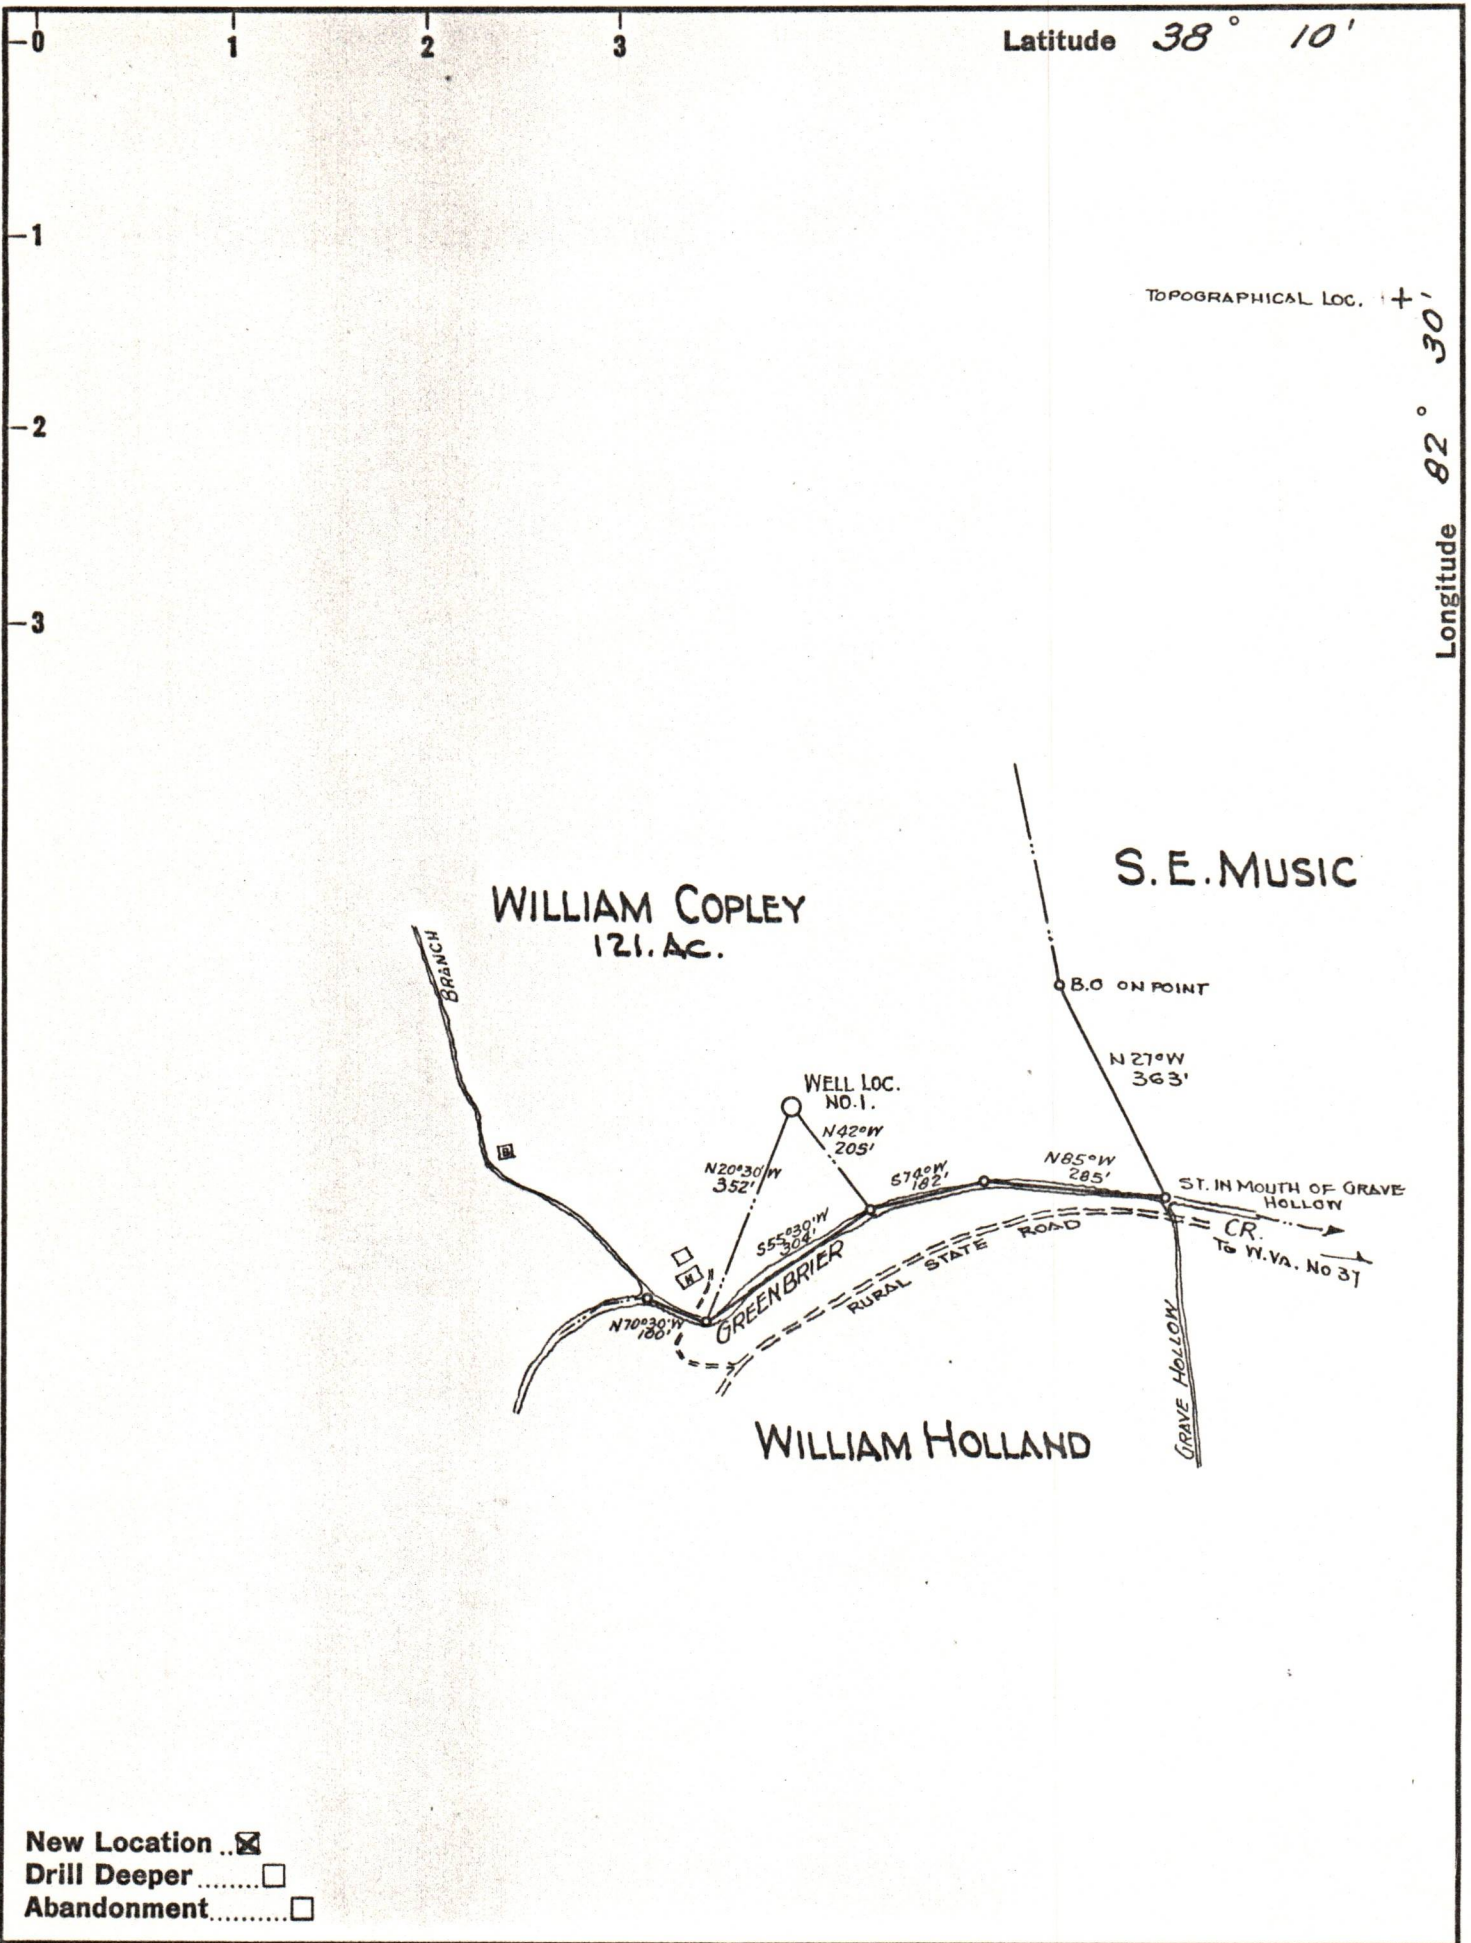 0 1 2 3 Latitude 38° 10'
1
TOPOGRAPHICAL LOC. +
Longitude 82° 30'
2
3
S.E. MUSIC
WILLIAM COPLEY
121. AC.
BRANCH
B.O ON POINT
N27°W
363'
WELL LOC.
NO.1.
N42°W
205'
N20°30'W
352'
S74°W
182'
N85°W
285'
ST. IN MOUTH OF GRAVE
HOLLOW
S55°30'W
304'
CR.
TO W.VA. NO 37
GREENBRIER
RURAL STATE ROAD
B
H
N70°30'W
100'
GRAVE HOLLOW
WILLIAM HOLLAND
New Location ..☒
Drill Deeper ........☐
Abandonment..........☐